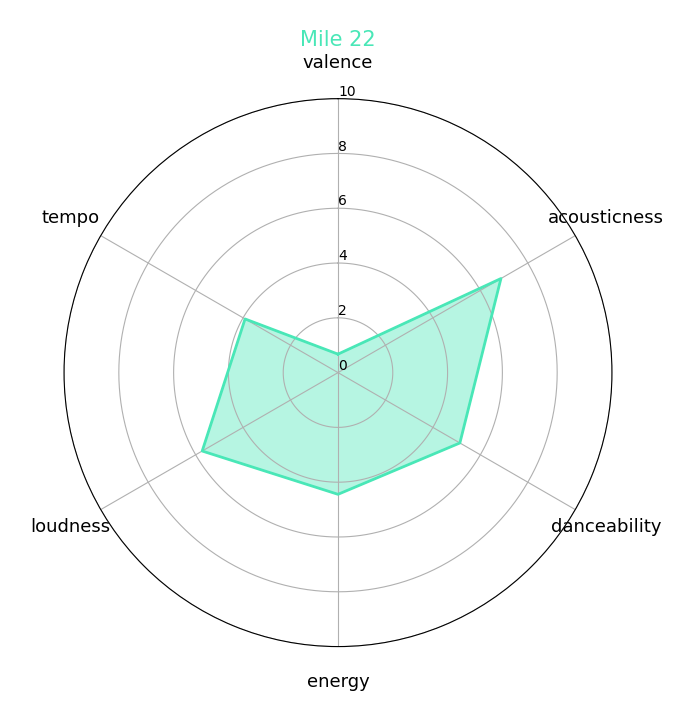 Mile 22
valence
10
8
6
4
2
0
tempo
acousticness
loudness
danceability
energy